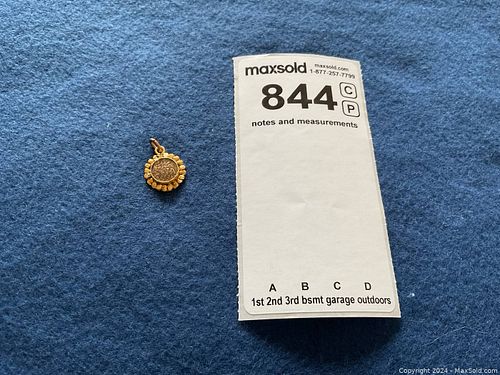 maxsold maxsold.com
1-877-257-7799
844 C
P
notes and measurements
A B C D
1st 2nd 3rd bsmt garage outdoors
Copyright 2024 - MaxSold.com